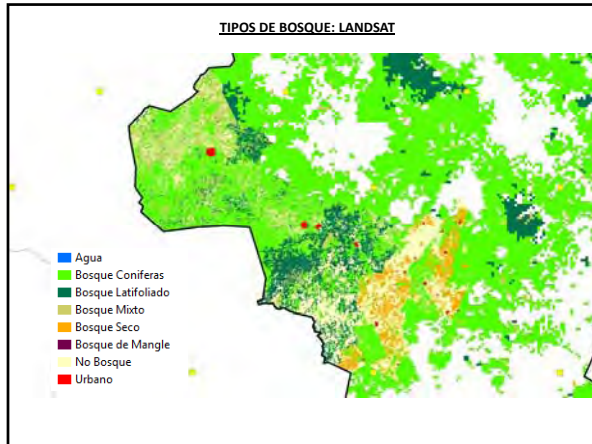 TIPOS DE BOSQUE: LANDSAT
Agua
Bosque Coniferas
Bosque Latifoliado
Bosque Mixto
Bosque Seco
Bosque de Mangle
No Bosque
Urbano